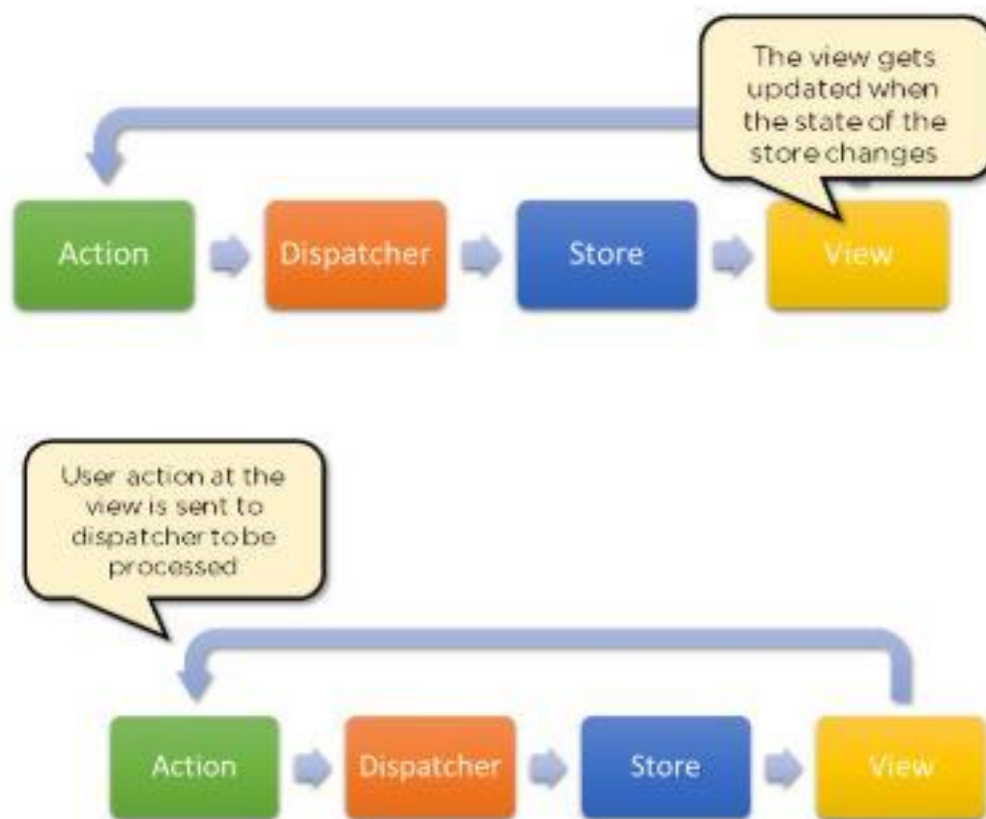 The view gets
updated when
the state of the
store changes
Action
Dispatcher
Store
View
User action at the
view is sent to
dispatcher to be
processed
Action
Dispatcher
Store
View